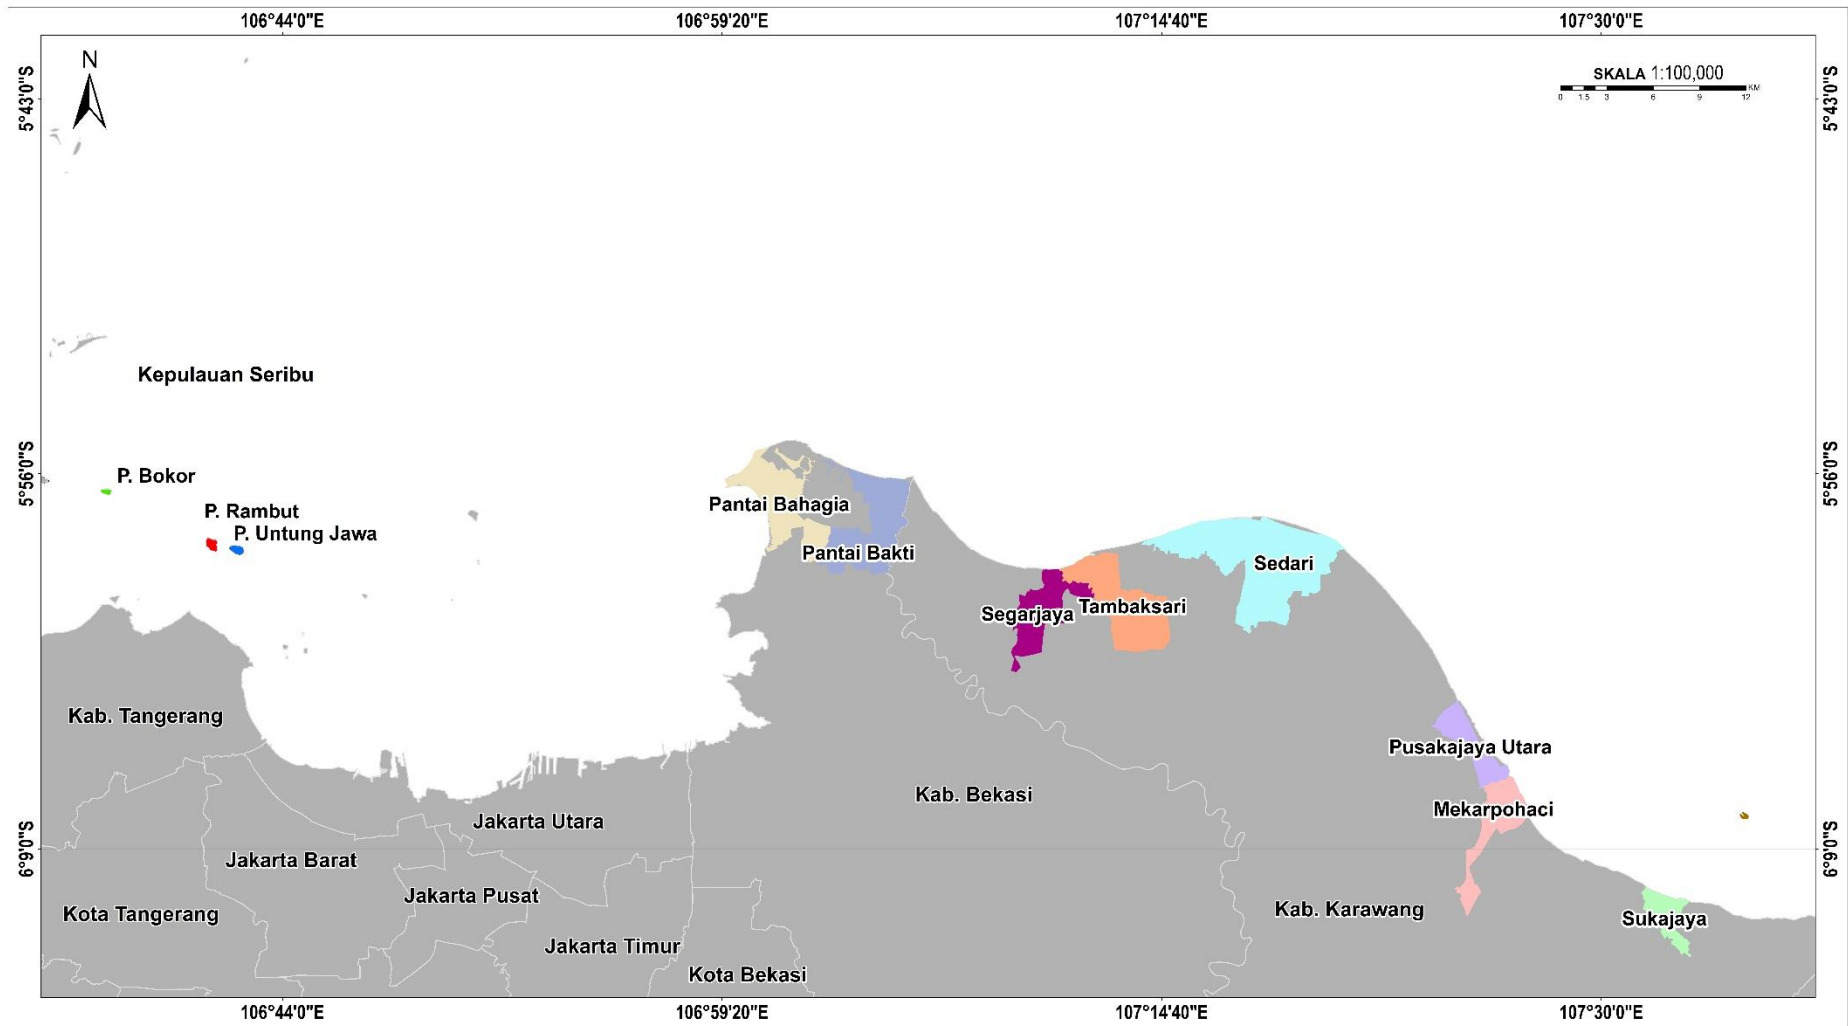 106°44'0"E
106°59'20"E
107°14'40"E
107°30'0"E
N
SKALA 1:100,000
0 1.5 3 6 9 12 KM
5°43'0"S
5°43'0"S
Kepulauan Seribu
P. Bokor
5°56'0"S
5°56'0"S
P. Rambut
P. Untung Jawa
Pantai Bahagia
Pantai Bakti
Sedari
Segarjaya
Tambaksari
Kab. Tangerang
Pusakajaya Utara
Kab. Bekasi
Mekarpohaci
Jakarta Utara
6°9'0"S
6°9'0"S
Jakarta Barat
Jakarta Pusat
Kota Tangerang
Kab. Karawang
Sukajaya
Jakarta Timur
Kota Bekasi
106°44'0"E
106°59'20"E
107°14'40"E
107°30'0"E